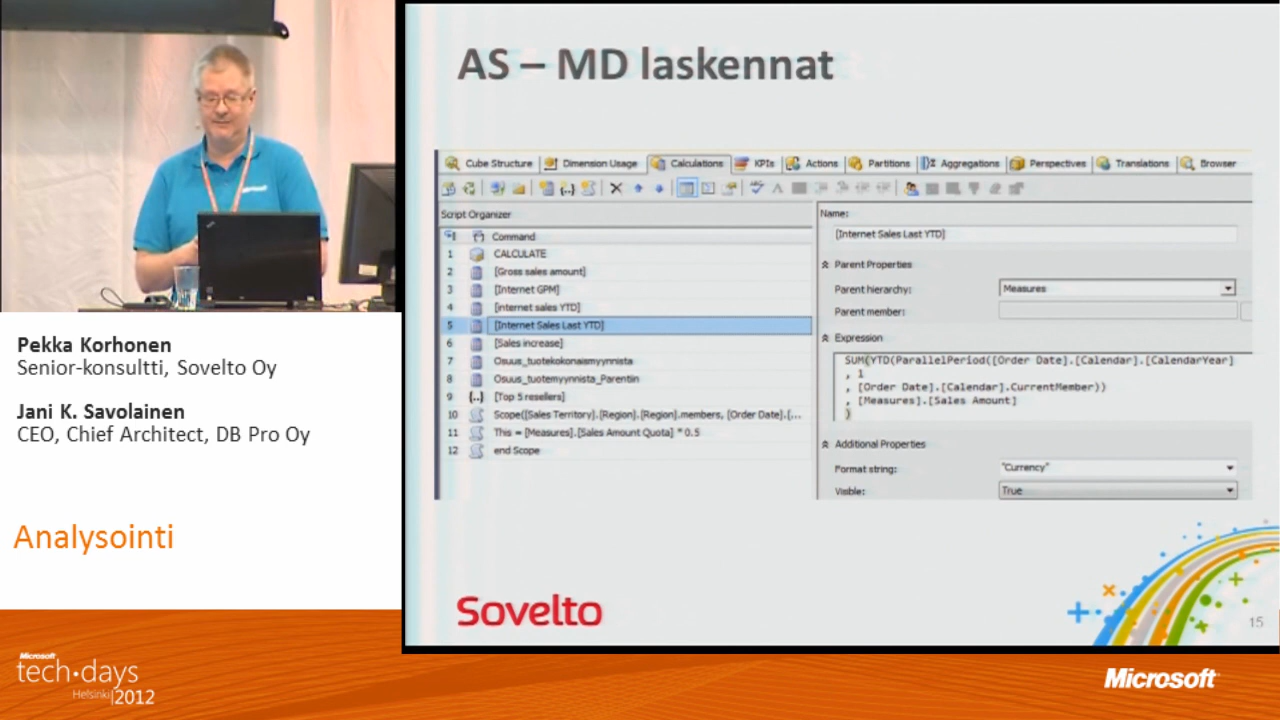 AS – MD laskennat
Cube Structure
Dimension Usage
Calculations
KPIs
Actions
Partitions
Aggregations
Perspectives
Translations
Browser
Script Organizer
Command
1 CALCULATE
2 [Gross sales amount]
3 [Internet GPM]
4 [internet sales YTD]
5 [Internet Sales Last YTD]
6 [Sales increase]
7 Osuus_tuotekokonaismyynnista
8 Osuus_tuotemyynnista_Parentin
9 [Top 5 resellers]
10 Scope([Sales Territory].[Region].[Region].members, [Order Date].[...
11 This = [Measures].[Sales Amount Quota] * 0.5
12 end Scope
Name:
[Internet Sales Last YTD]
Parent Properties
Parent hierarchy: Measures
Parent member:
Expression
SUM(YTD(ParallelPeriod([Order Date].[Calendar].[CalendarYear]
, 1
, [Order Date].[Calendar].CurrentMember))
, [Measures].[Sales Amount]
)
Additional Properties
Format string: "Currency"
Visible: True
Sovelto
15
Pekka Korhonen
Senior-konsultti, Sovelto Oy
Jani K. Savolainen
CEO, Chief Architect, DB Pro Oy
Analysointi
Microsoft
tech·days
Helsinki|2012
Microsoft